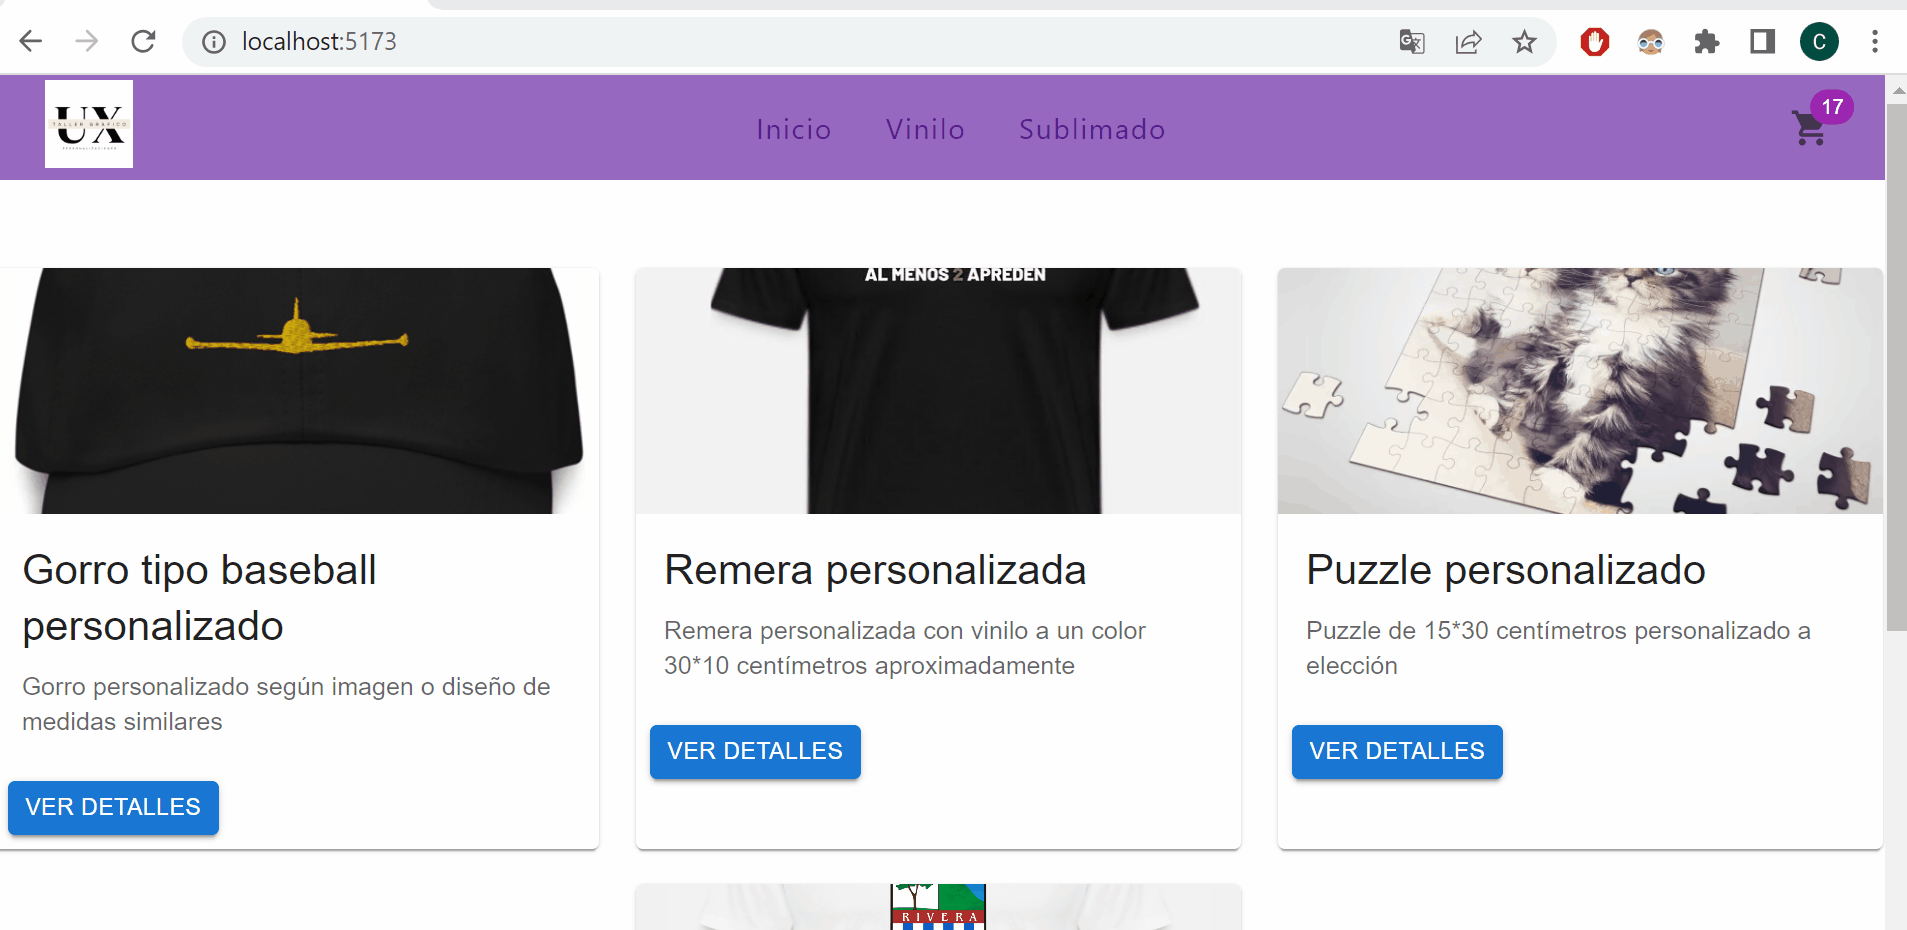 localhost:5173
C
UX
TALLER GRAFICO
Inicio
Vinilo
Sublimado
17
AL MENOS 2 APREDEN
Gorro tipo baseball
personalizado
Gorro personalizado según imagen o diseño de
medidas similares
VER DETALLES
Remera personalizada
Remera personalizada con vinilo a un color
30*10 centímetros aproximadamente
VER DETALLES
Puzzle personalizado
Puzzle de 15*30 centímetros personalizado a
elección
VER DETALLES
RIVERA